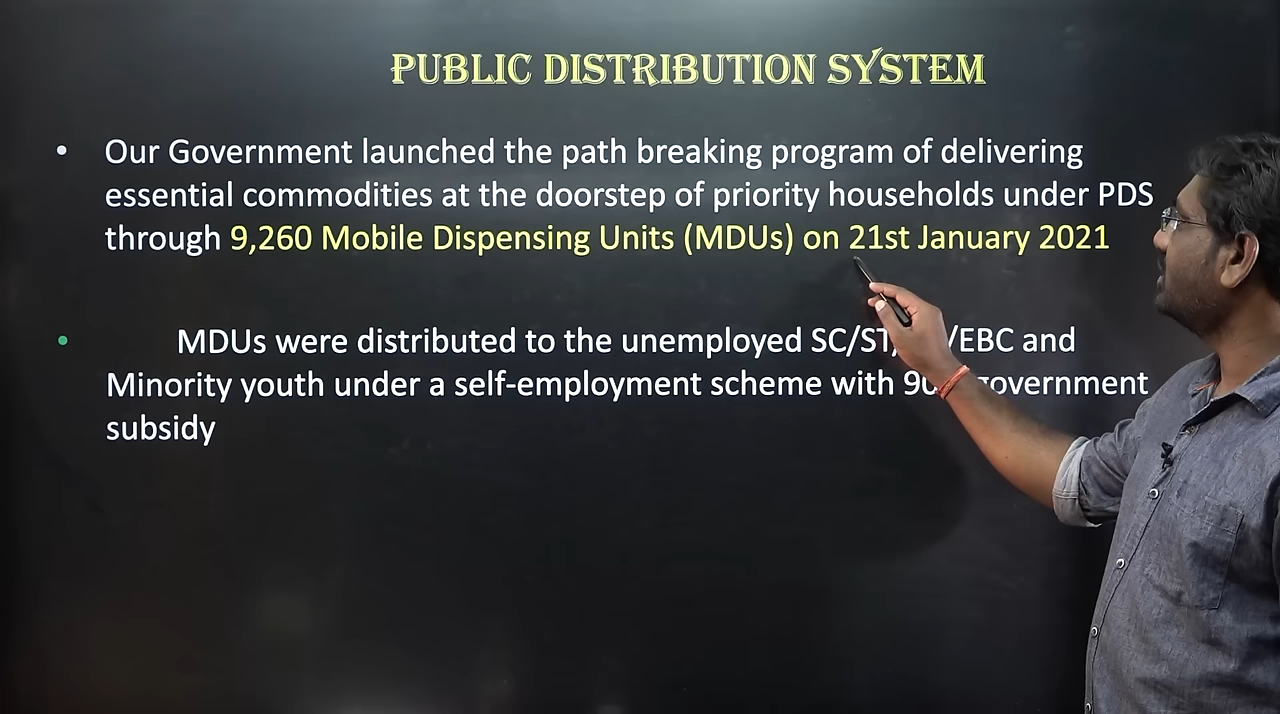 PUBLIC DISTRIBUTION SYSTEM
• Our Government launched the path breaking program of delivering
essential commodities at the doorstep of priority households under PDS
through 9,260 Mobile Dispensing Units (MDUs) on 21st January 2021
• MDUs were distributed to the unemployed SC/ST, /EBC and
Minority youth under a self-employment scheme with government
subsidy